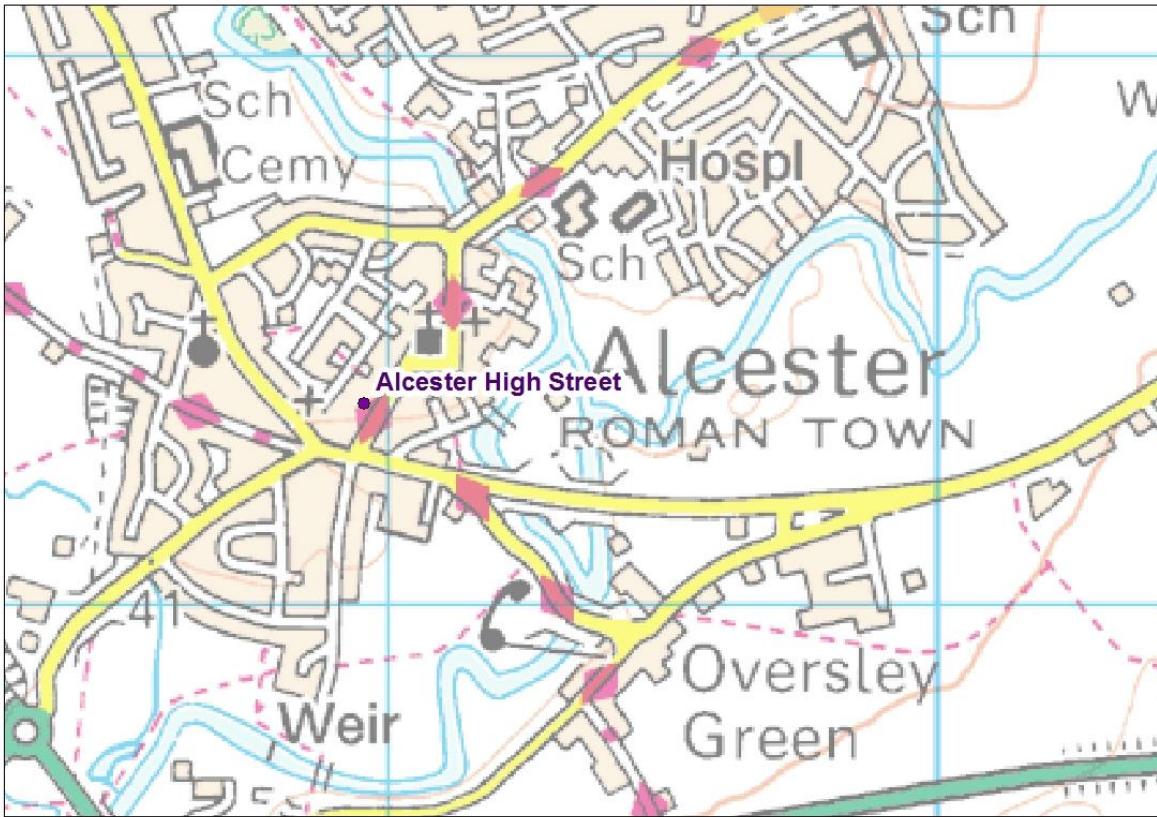 Sch
Sch
W
Cemy
Hospl
Sch
Alcester High Street
Alcester
ROMAN TOWN
41
Oversley
Green
Weir